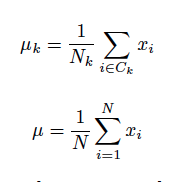 μ_k = \frac{1}{N_k} \sum_{i \in C_k} x_i
μ = \frac{1}{N} \sum_{i=1}^{N} x_i